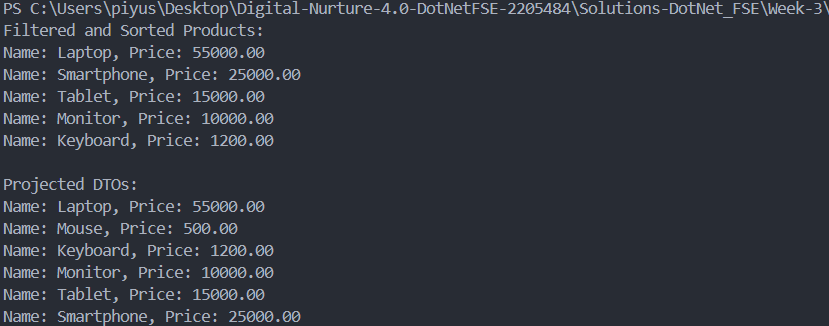 PS C:\Users\piyus\Desktop\Digital-Nurture-4.0-DotNetFSE-2205484\Solutions-DotNet_FSE\Week-3\
Filtered and Sorted Products:
Name: Laptop, Price: 55000.00
Name: Smartphone, Price: 25000.00
Name: Tablet, Price: 15000.00
Name: Monitor, Price: 10000.00
Name: Keyboard, Price: 1200.00

Projected DTOs:
Name: Laptop, Price: 55000.00
Name: Mouse, Price: 500.00
Name: Keyboard, Price: 1200.00
Name: Monitor, Price: 10000.00
Name: Tablet, Price: 15000.00
Name: Smartphone, Price: 25000.00